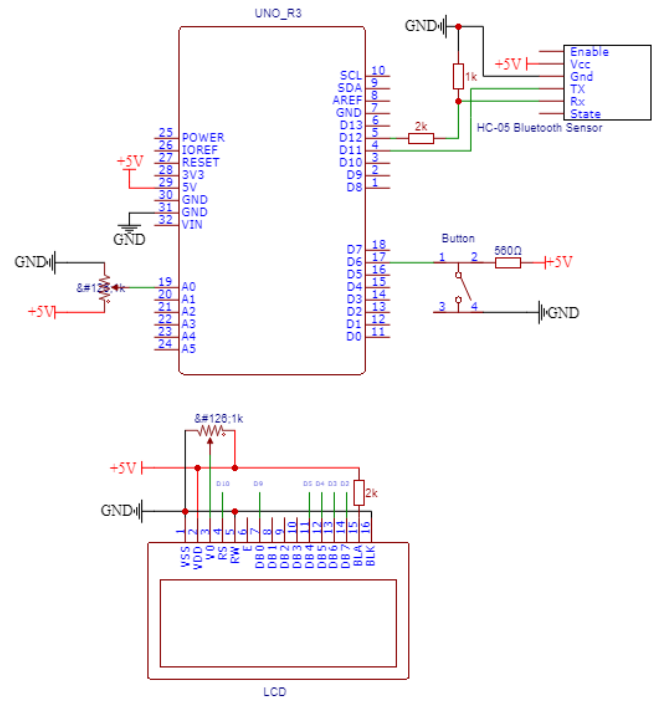 UNO_R3
GND
+5V
1k
2k
Enable
Vcc
Gnd
TX
Rx
State
HC-05 Bluetooth Sensor
SCL 10
SDA 9
AREF 8
GND 7
D13 6
D12 5
D11 4
D10 3
D9 2
D8 1
25 POWER
26 IOREF
27 RESET
28 3V3
29 5V
30 GND
31 GND
32 VIN
+5V
GND
D7 18
D6 17
D5 16
D4 15
D3 14
D2 13
D1 12
D0 11
19 A0
20 A1
21 A2
22 A3
23 A4
24 A5
GND
&#126;1k
+5V
Button
1 2
3 4
560Ω
+5V
GND
&#126;1k
+5V
D10 D9 D5 D4 D3 D2
2k
GND
1 2 3 4 5 6 7 8 9 10 11 12 13 14 15 16
VSS VDD V0 RS RW E DB0 DB1 DB2 DB3 DB4 DB5 DB6 DB7 BLA BLK
LCD